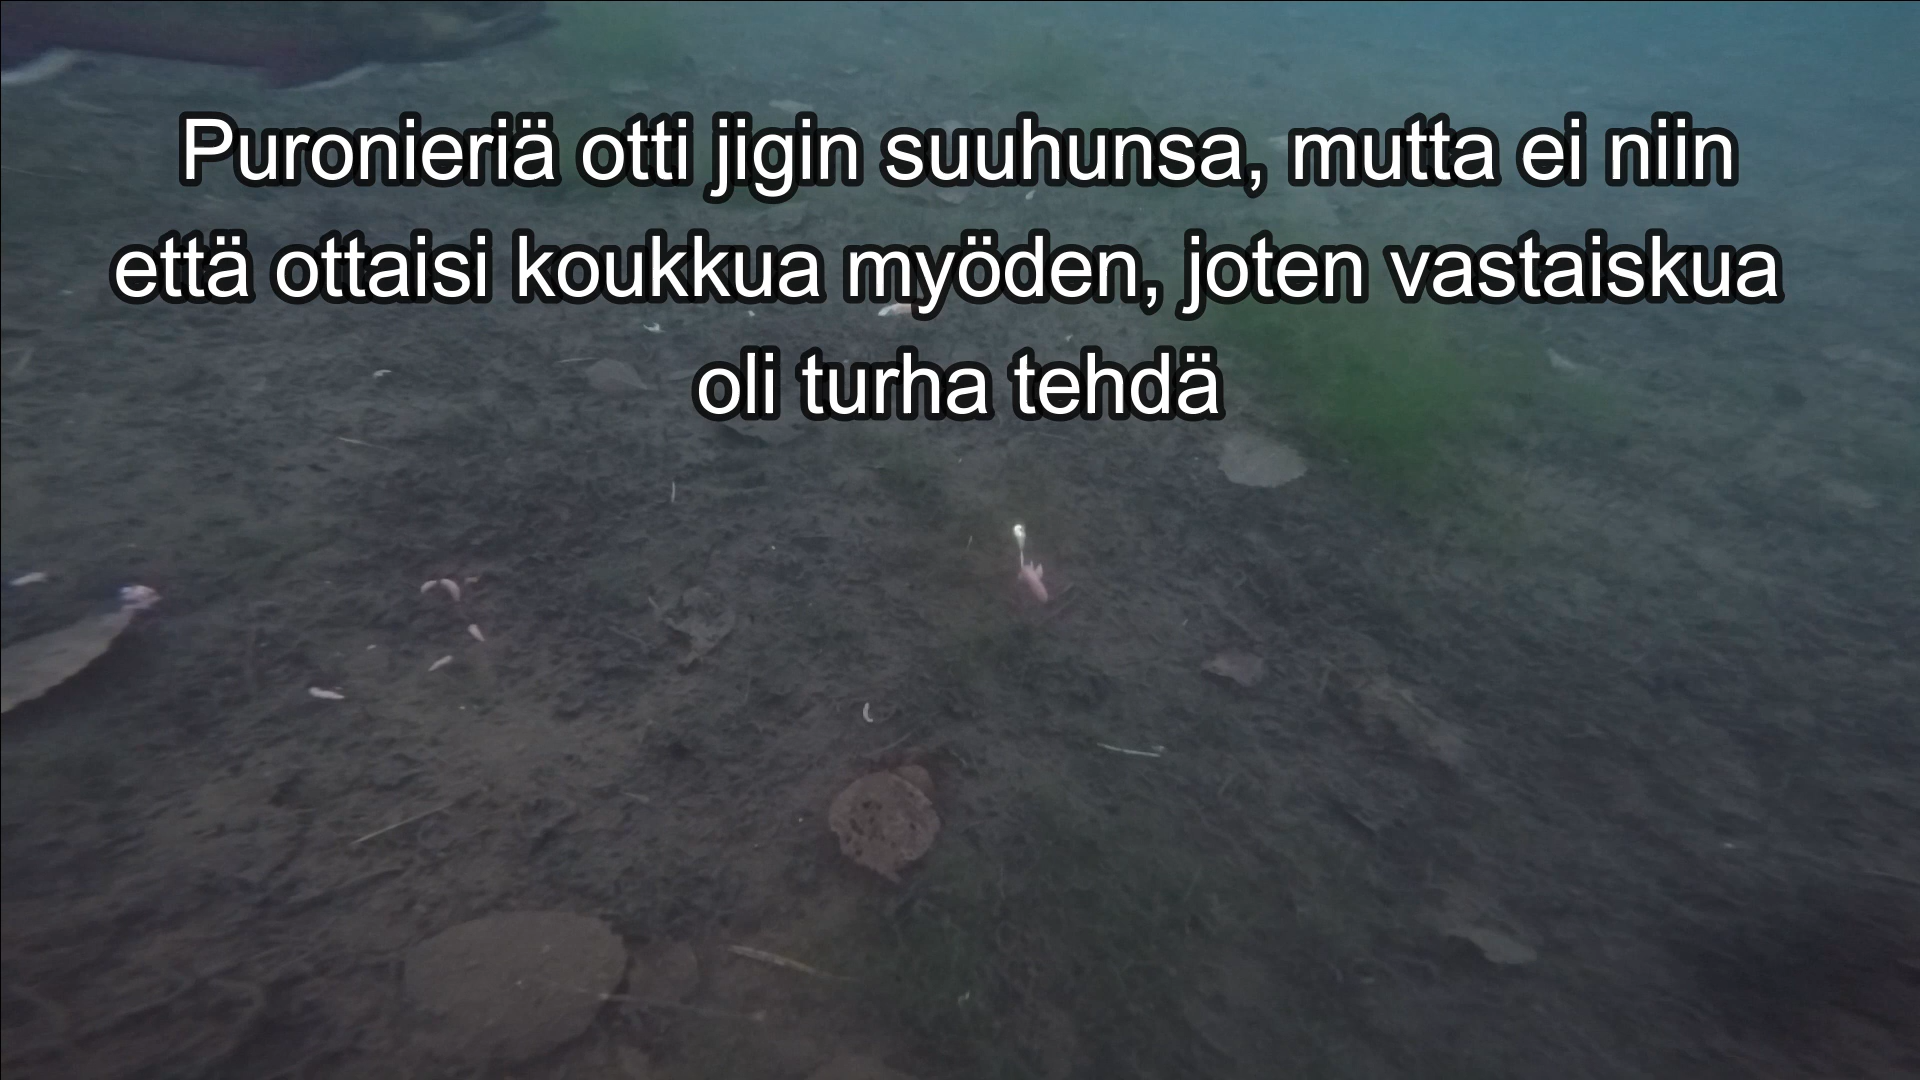 Puronieriä otti jigin suuhunsa, mutta ei niin
että ottaisi koukkua myöden, joten vastaiskua
oli turha tehdä